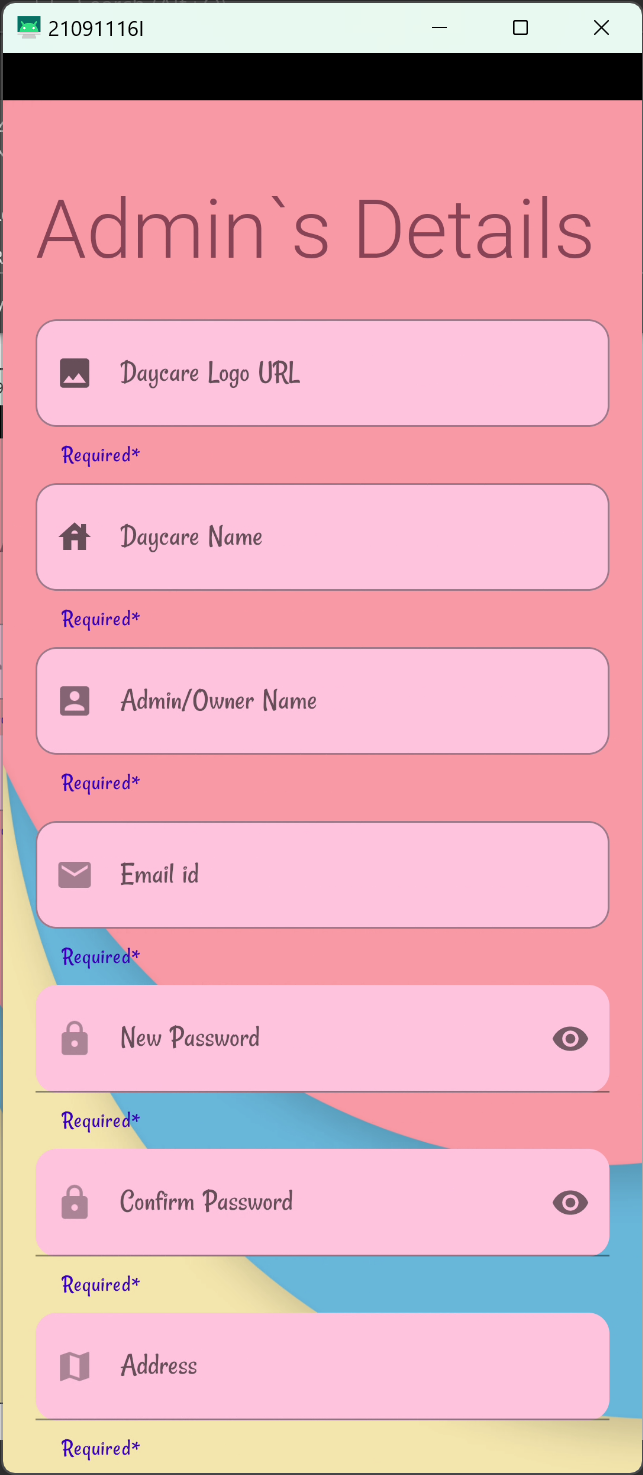 21091116I
Admin`s Details
Daycare Logo URL
Required*
Daycare Name
Required*
Admin/Owner Name
Required*
Email id
Required*
New Password
Required*
Confirm Password
Required*
Address
Required*